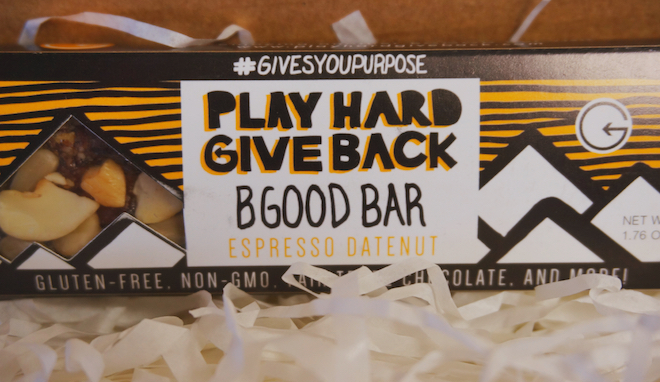 #GIVESYOUPURPOSE
PLAY HARD
GIVE BACK
BGOOD BAR
ESPRESSO DATENUT
G
NET W
1.76 O
GLUTEN-FREE, NON-GMO, CHOCOLATE, AND MORE!